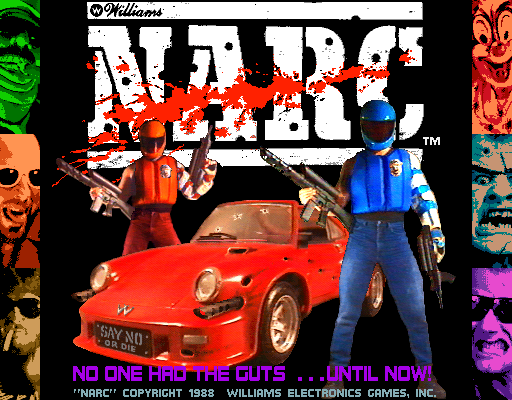 Williams
NARC
TM
SAY NO
OR DIE
NO ONE HAD THE GUTS ...UNTIL NOW!
"NARC" COPYRIGHT 1988 WILLIAMS ELECTRONICS GAMES, INC.